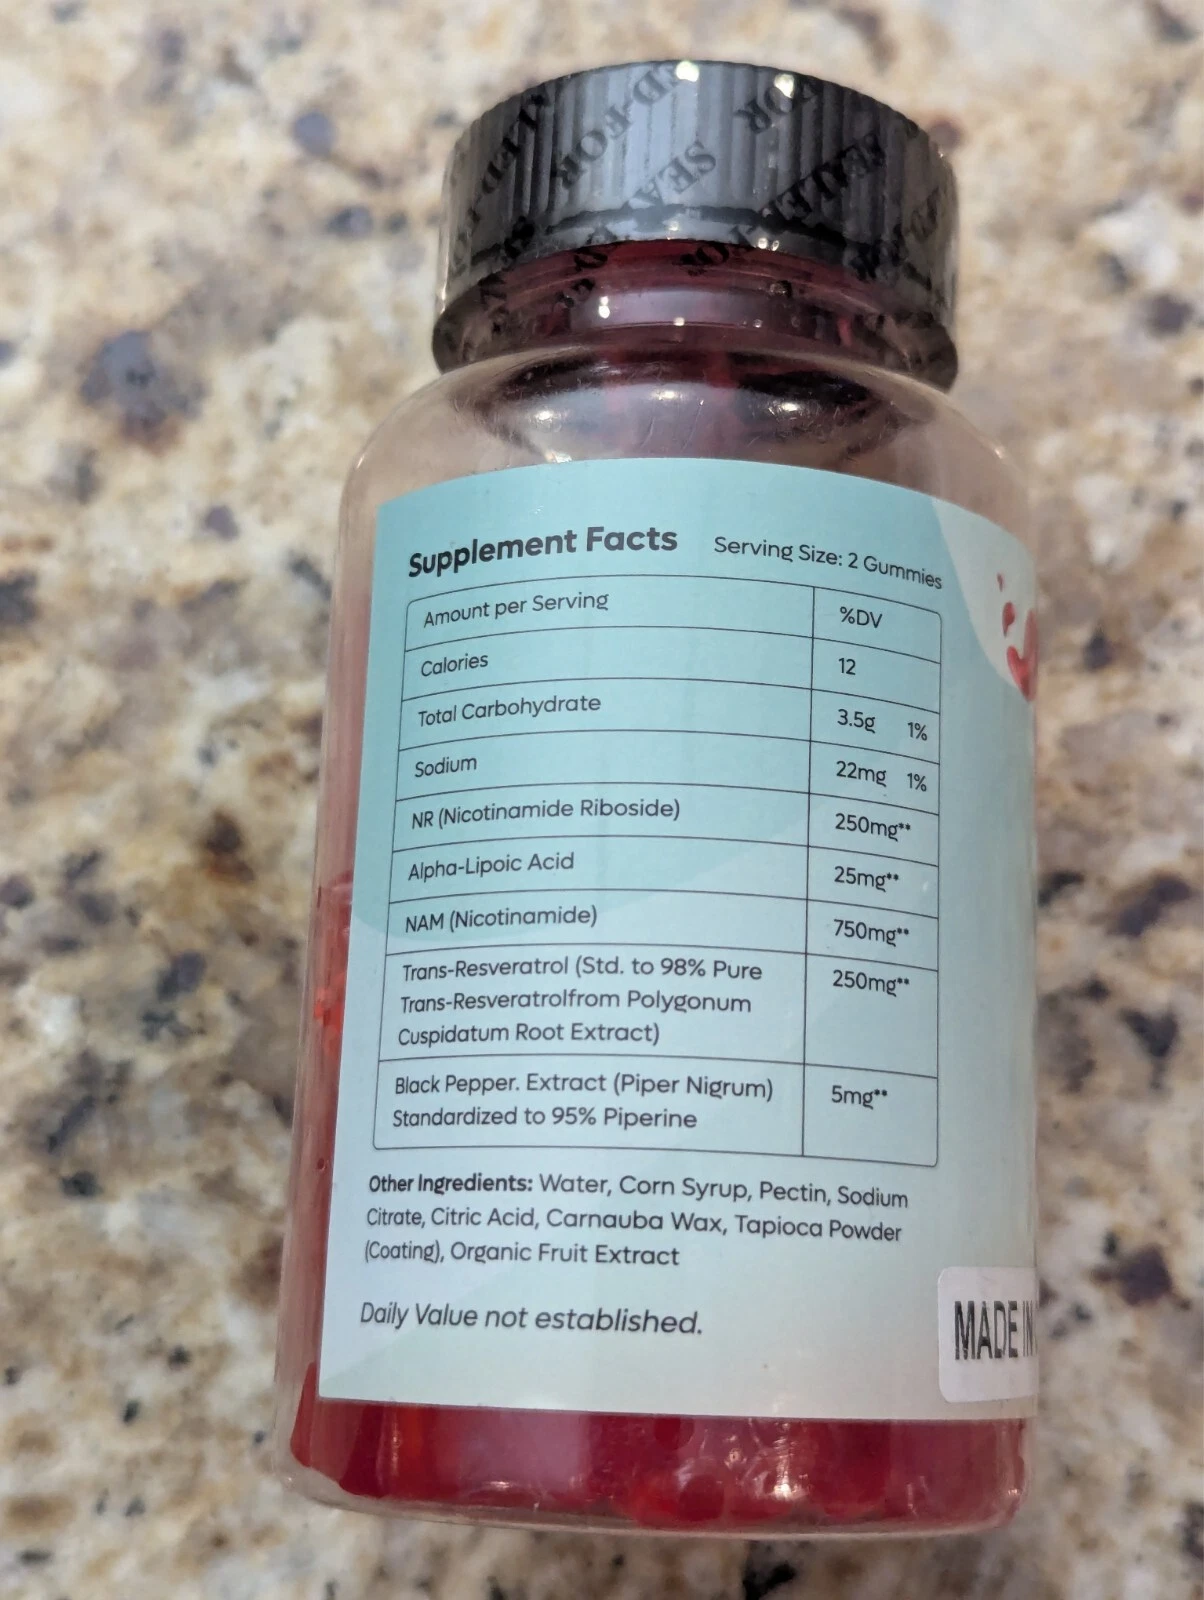 SEALED-FOR
Supplement Facts Serving Size: 2 Gummies
Amount per Serving %DV
Calories 12
Total Carbohydrate 3.5g 1%
Sodium 22mg 1%
NR (Nicotinamide Riboside) 250mg**
Alpha-Lipoic Acid 25mg**
NAM (Nicotinamide) 750mg**
Trans-Resveratrol (Std. to 98% Pure 250mg**
Trans-Resveratrolfrom Polygonum
Cuspidatum Root Extract)
Black Pepper. Extract (Piper Nigrum) 5mg**
Standardized to 95% Piperine
Other Ingredients: Water, Corn Syrup, Pectin, Sodium
Citrate, Citric Acid, Carnauba Wax, Tapioca Powder
(Coating), Organic Fruit Extract
Daily Value not established.
MADE IN